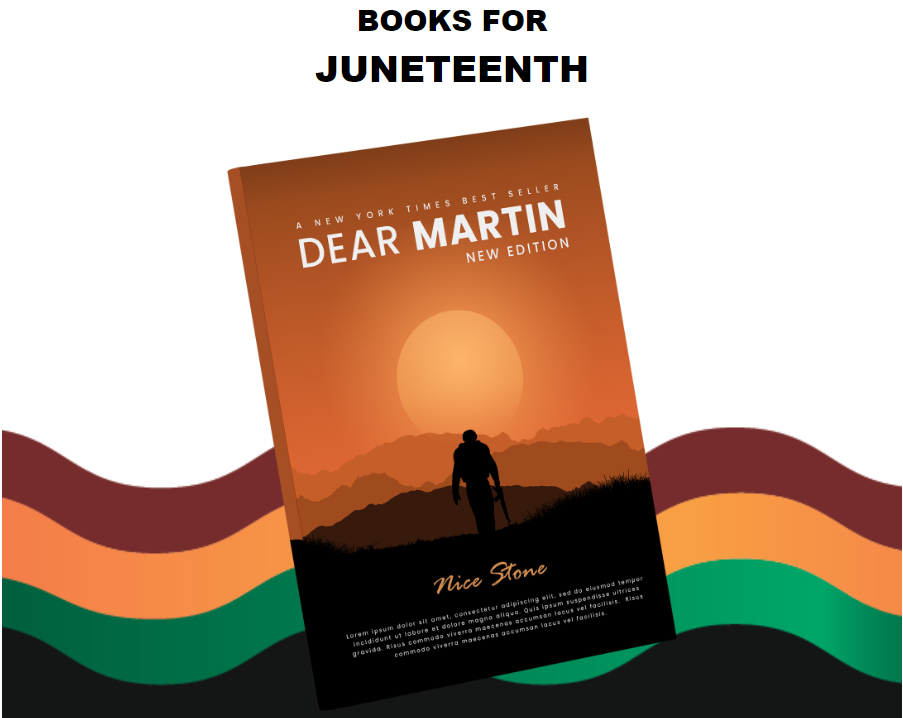 BOOKS FOR
JUNETEENTH
A NEW YORK TIMES BEST SELLER
DEAR MARTIN
NEW EDITION
Nice Stone
Lorem ipsum dolor sit amet, consectetur adipiscing elit, sed do eiusmod tempor
incididunt ut labore et dolore magna aliqua. Quis ipsum suspendisse ultrices
gravida. Risus commodo viverra maecenas accumsan lacus vel facilisis. Risus
commodo viverra maecenas accumsan lacus vel facilisis.